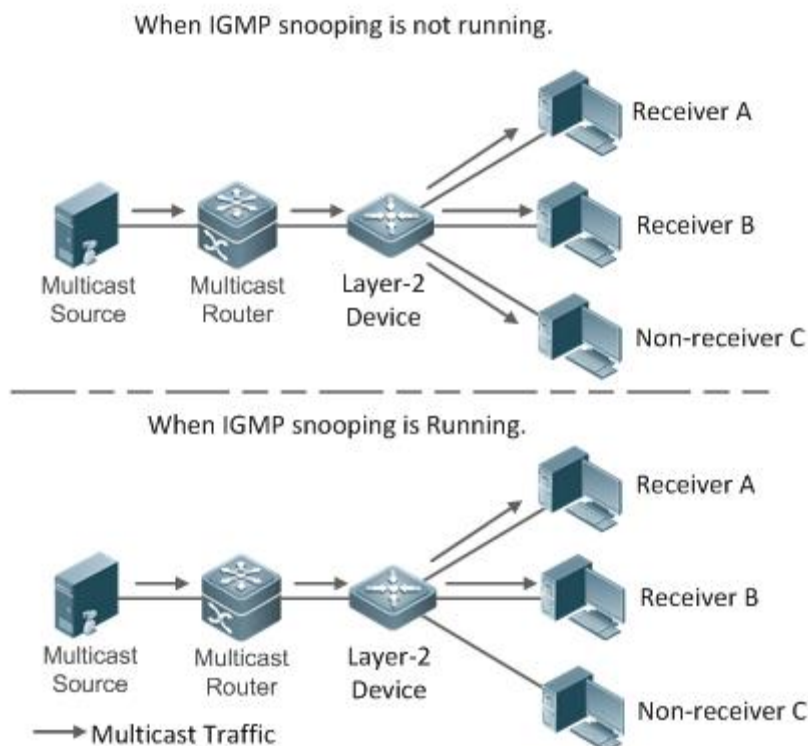 When IGMP snooping is not running.
Receiver A
Receiver B
Multicast
Source
Multicast
Router
Layer-2
Device
Non-receiver C
When IGMP snooping is Running.
Receiver A
Receiver B
Multicast
Source
Multicast
Router
Layer-2
Device
Non-receiver C
Multicast Traffic